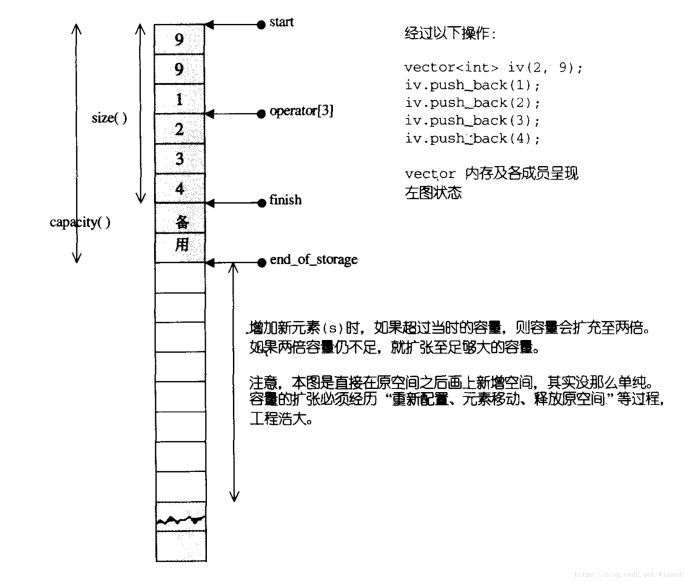 start
9
9
1
operator[3]
2
size( )
3
4
finish
capacity( )
备
用
end_of_storage
经过以下操作:
vector<int> iv(2, 9);
iv.push_back(1);
iv.push_back(2);
iv.push_back(3);
iv.push_back(4);
vector 内存及各成员呈现
左图状态
增加新元素(s)时，如果超过当时的容量，则容量会扩充至两倍。
如果两倍容量仍不足，就扩张至足够大的容量。
注意，本图是直接在原空间之后画上新增空间，其实没那么单纯。
容量的扩张必须经历“重新配置、元素移动、释放原空间”等过程，
工程浩大。